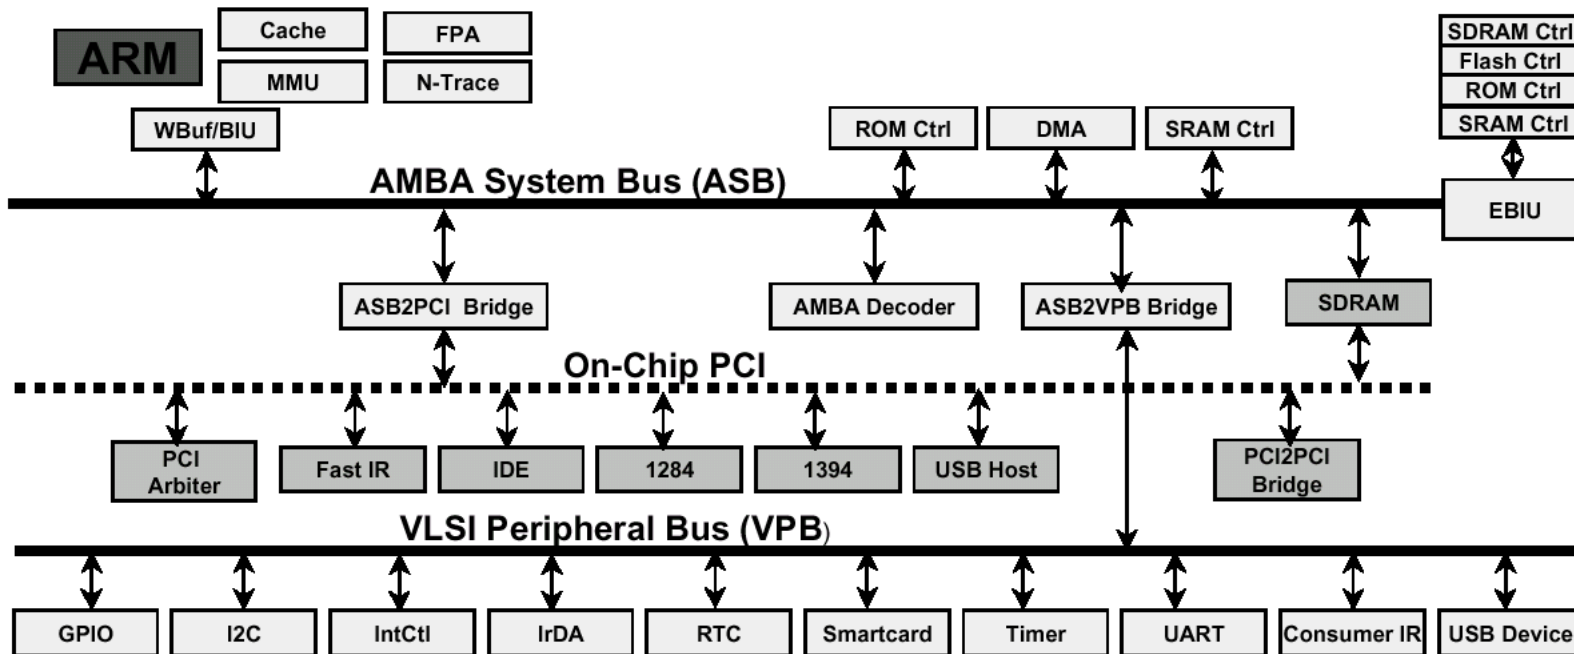 ARM
Cache
FPA
MMU
N-Trace
WBuf/BIU
ROM Ctrl
DMA
SRAM Ctrl
SDRAM Ctrl
Flash Ctrl
ROM Ctrl
SRAM Ctrl
AMBA System Bus (ASB)
EBIU
ASB2PCI Bridge
AMBA Decoder
ASB2VPB Bridge
SDRAM
On-Chip PCI
PCI
Arbiter
Fast IR
IDE
1284
1394
USB Host
PCI2PCI
Bridge
VLSI Peripheral Bus (VPB)
GPIO
I2C
IntCtl
IrDA
RTC
Smartcard
Timer
UART
Consumer IR
USB Device